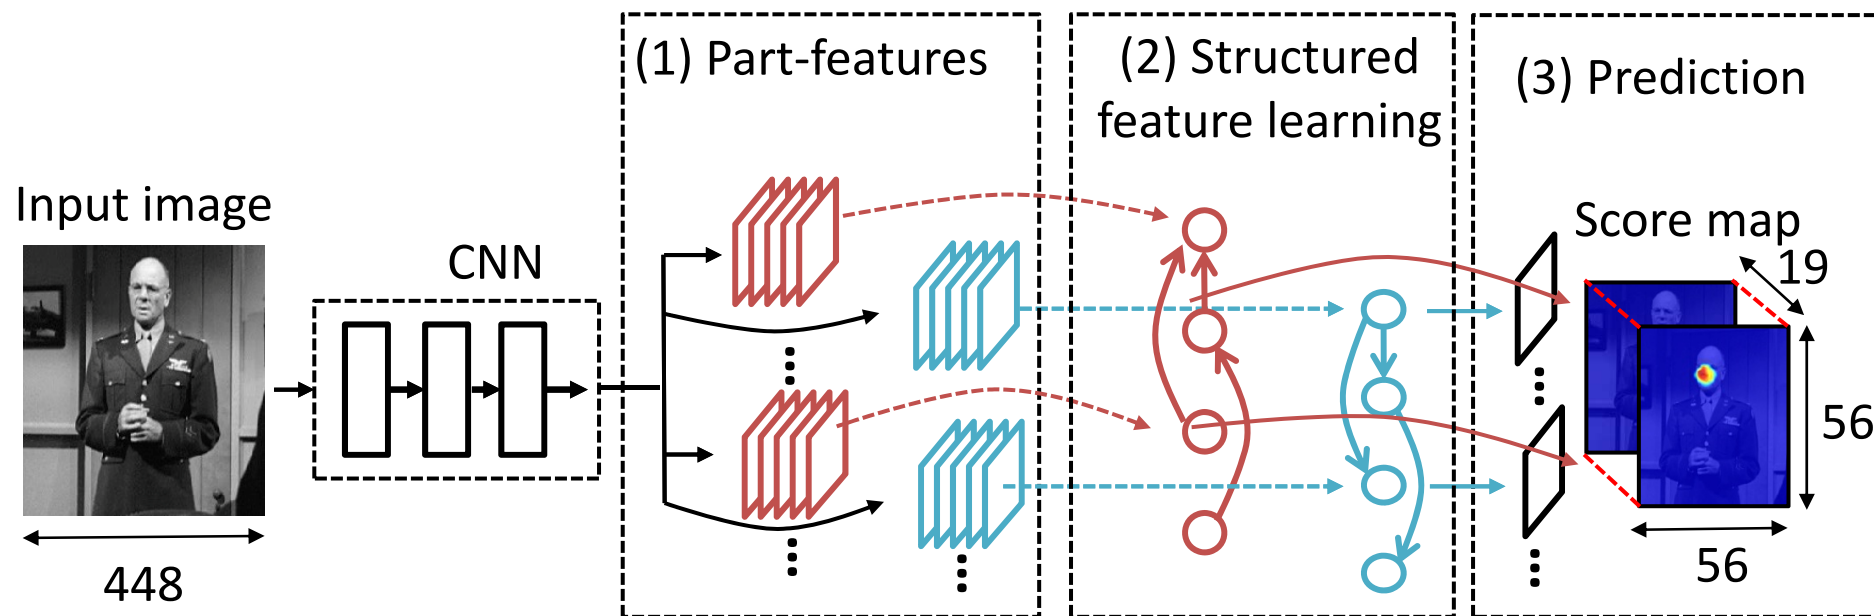 Input image
448
CNN
(1) Part-features
(2) Structured
feature learning
(3) Prediction
Score map
19
56
56